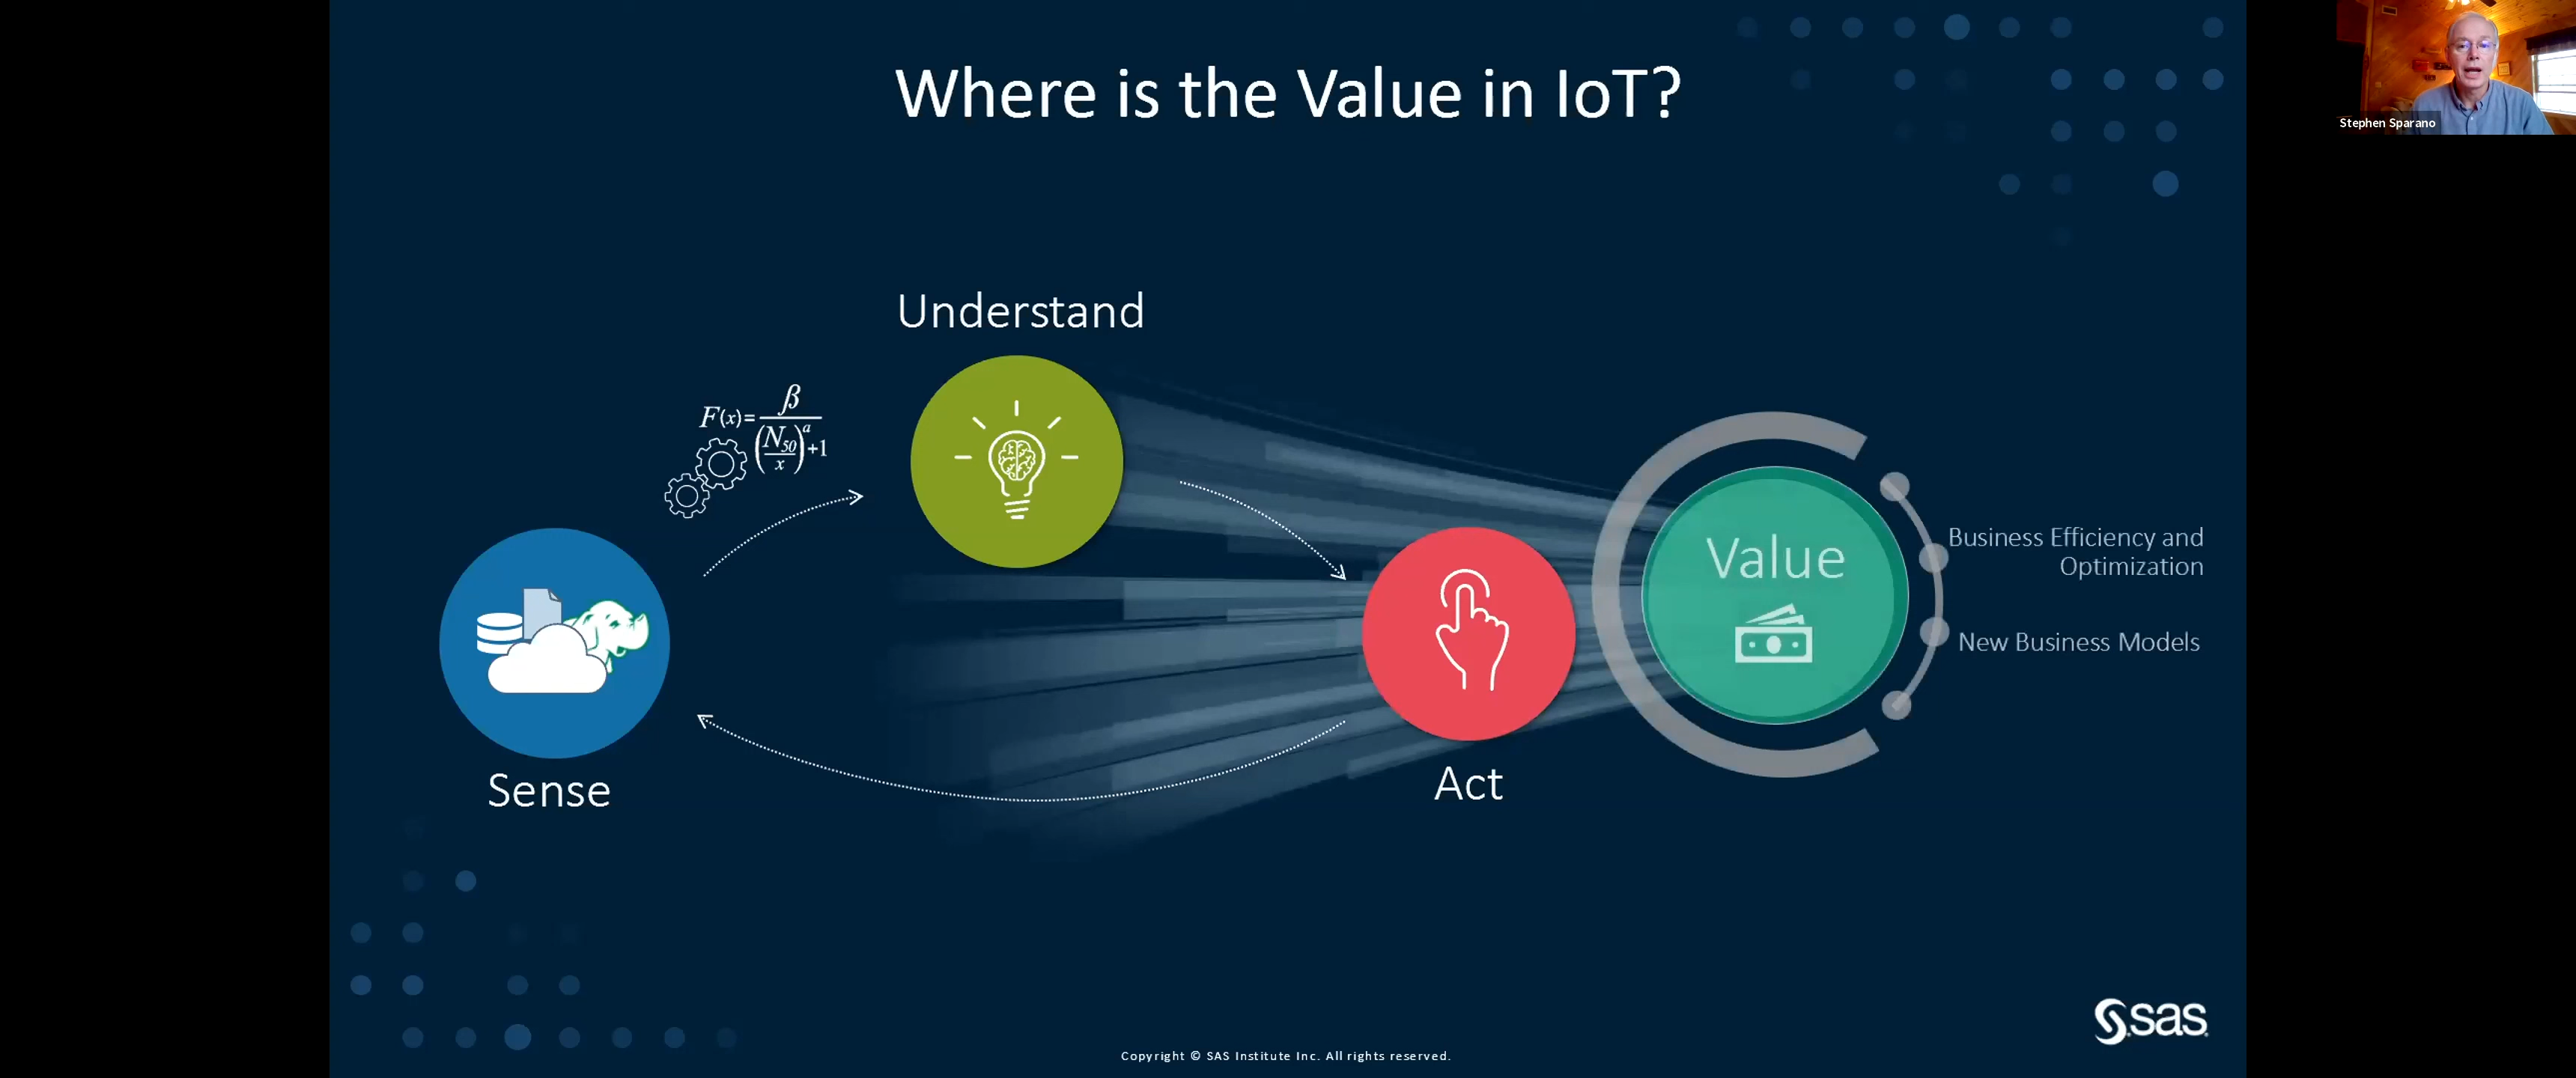 Where is the Value in IoT?
Stephen Sparano
Understand
F(x)=β/((N50/x)^a+1)
Sense
Act
Value
Business Efficiency and
Optimization
New Business Models
sas
Copyright © SAS Institute Inc. All rights reserved.